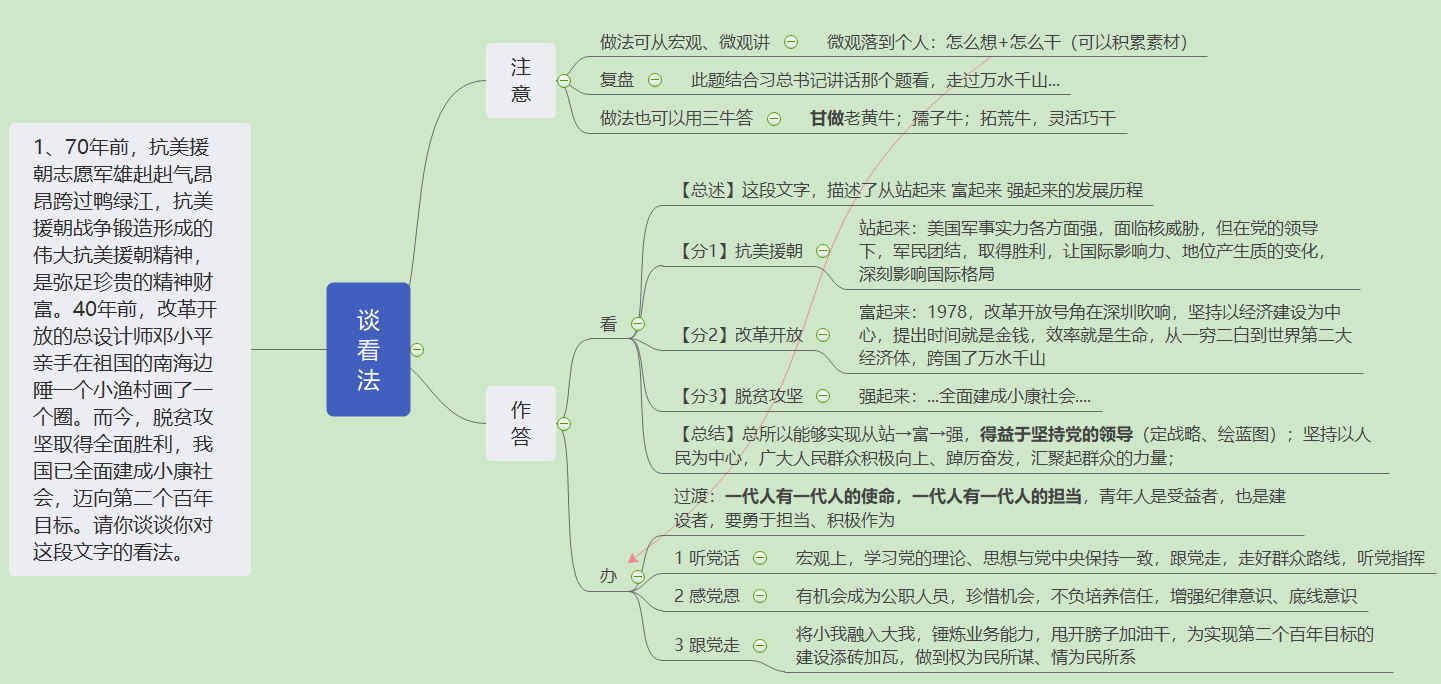 1、70年前，抗美援
朝志愿军雄赳赳气昂
昂跨过鸭绿江，抗美
援朝战争锻造形成的
伟大抗美援朝精神，
是弥足珍贵的精神财
富。40年前，改革开
放的总设计师邓小平
亲手在祖国的南海边
陲一个小渔村画了一
个圈。而今，脱贫攻
坚取得全面胜利，我
国已全面建成小康社
会，迈向第二个百年
目标。请你谈谈你对
这段文字的看法。
谈
看
法
注
意
做法可从宏观、微观讲
微观落到个人：怎么想+怎么干（可以积累素材）
复盘
此题结合习总书记讲话那个题看，走过万水千山...
做法也可以用三牛答
甘做老黄牛；孺子牛；拓荒牛，灵活巧干
作
答
看
【总述】这段文字，描述了从站起来 富起来 强起来的发展历程
【分1】抗美援朝
站起来：美国军事实力各方面强，面临核威胁，但在党的领导
下，军民团结，取得胜利，让国际影响力、地位产生质的变化，
深刻影响国际格局
【分2】改革开放
富起来：1978，改革开放号角在深圳吹响，坚持以经济建设为中
心，提出时间就是金钱，效率就是生命，从一穷二白到世界第二大
经济体，跨国了万水千山
【分3】脱贫攻坚
强起来：...全面建成小康社会....
【总结】总所以能够实现从站→富→强，得益于坚持党的领导（定战略、绘蓝图）；坚持以人
民为中心，广大人民群众积极向上、踔厉奋发，汇聚起群众的力量；
办
过渡：一代人有一代人的使命，一代人有一代人的担当，青年人是受益者，也是建
设者，要勇于担当、积极作为
1 听党话
宏观上，学习党的理论、思想与党中央保持一致，跟党走，走好群众路线，听党指挥
2 感党恩
有机会成为公职人员，珍惜机会，不负培养信任，增强纪律意识、底线意识
3 跟党走
将小我融入大我，锤炼业务能力，甩开膀子加油干，为实现第二个百年目标的
建设添砖加瓦，做到权为民所谋、情为民所系